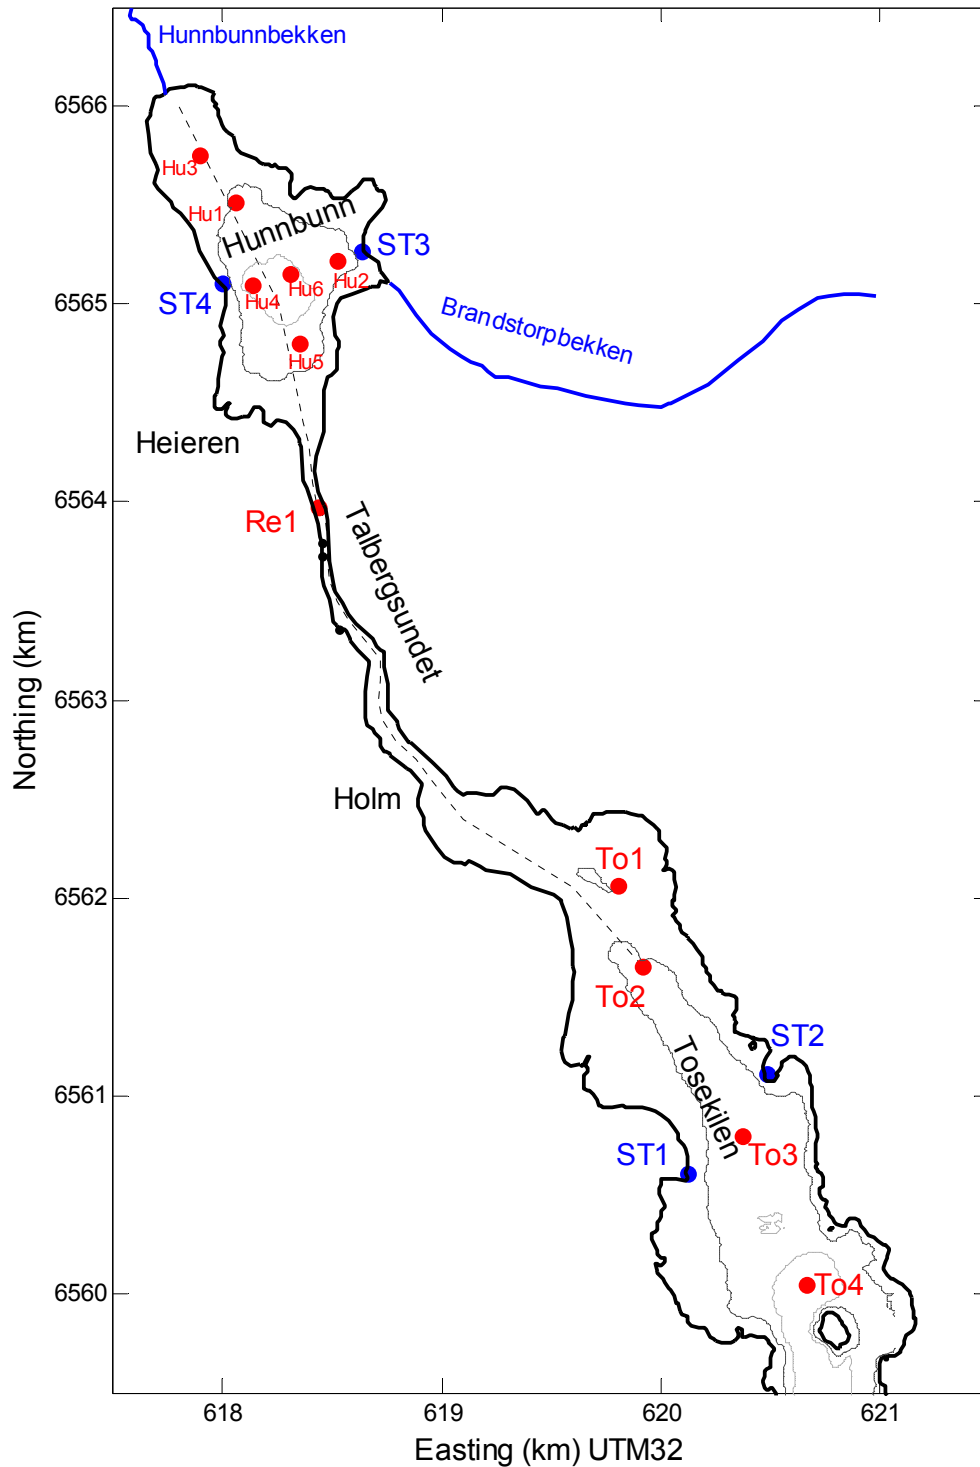 Hunnbunnbekken
6566
Hu3
Hu1
Hunnbunn
ST3
Hu2
Hu6
Hu4
ST4
6565
Brandstorpbekken
Hu5
Heieren
6564
Re1
Talbergsundet
Northing (km)
6563
Holm
To1
6562
To2
ST2
Tosekilen
6561
To3
ST1
6560
To4
618
619
620
621
Easting (km) UTM32